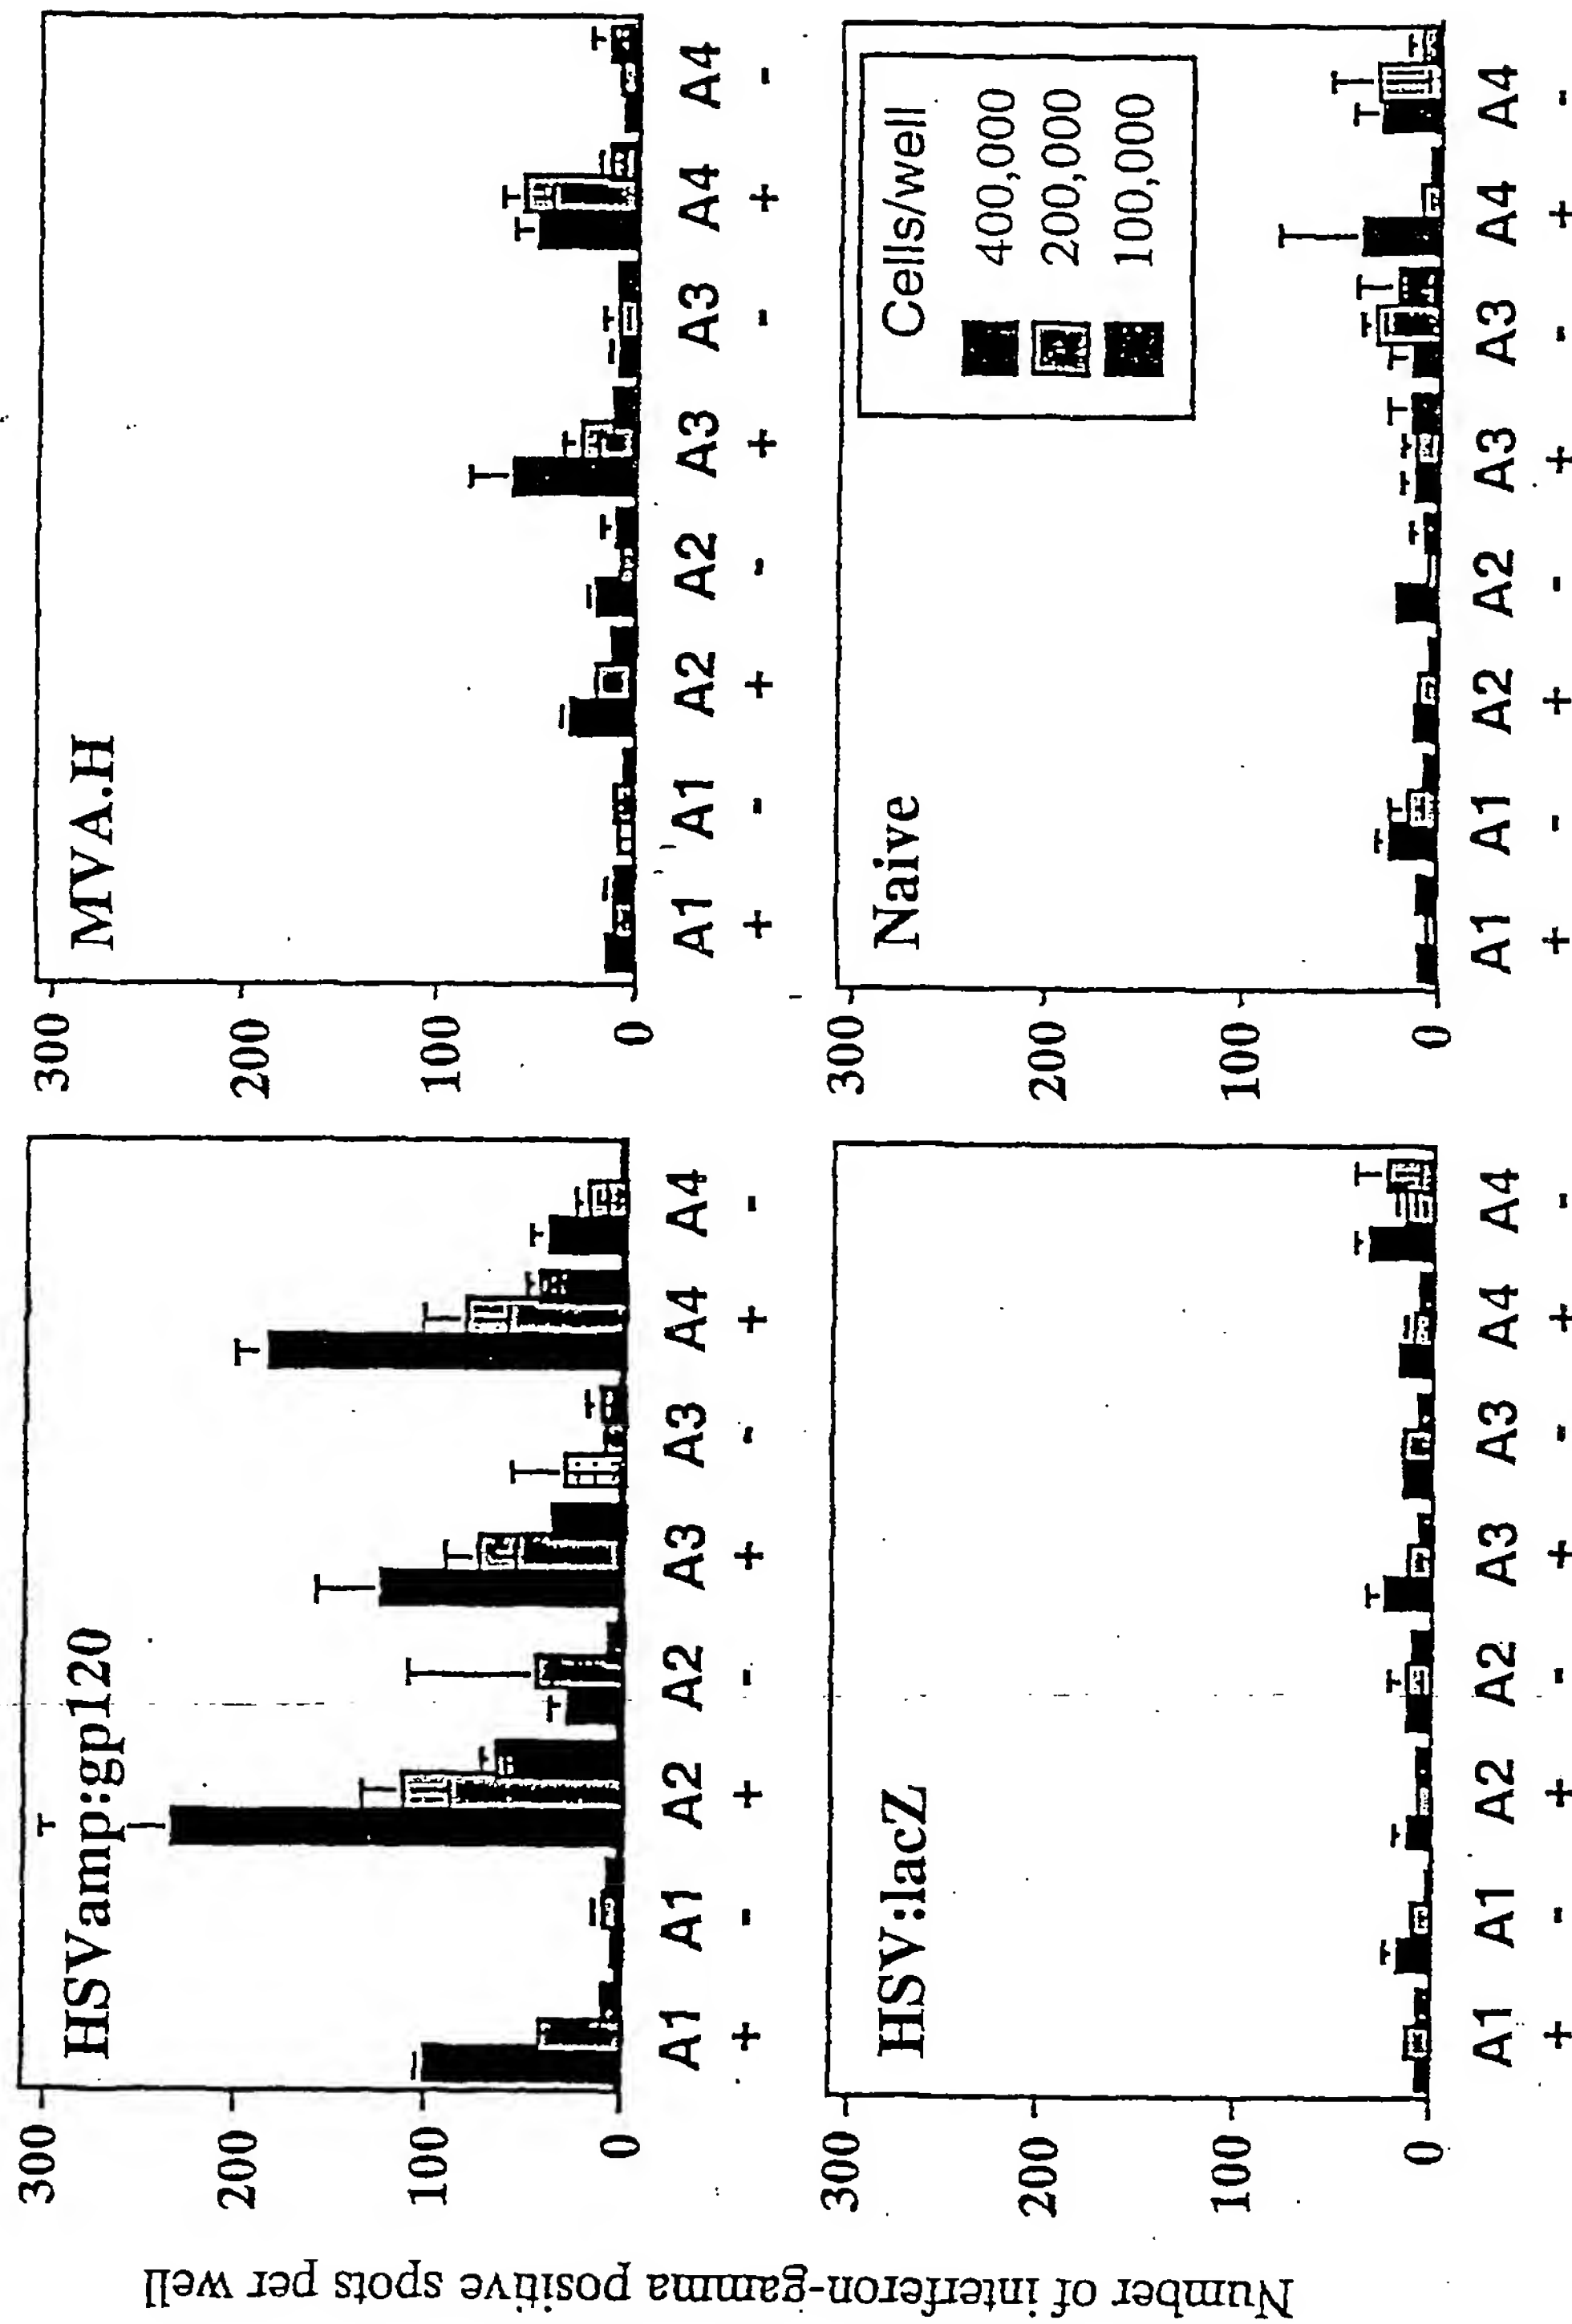 Number of interferon-gamma positive spots per well
HSVamp:gp120
300
200
100
0
A1 A1 A2 A2 A3 A3 A4 A4
+ - + - + - + -
MVA.H
300
200
100
0
A1 A1 A2 A2 A3 A3 A4 A4
+ - + - + - + -
HSV:lacZ
300
200
100
0
A1 A1 A2 A2 A3 A3 A4 A4
+ - + - + - + -
Naive
300
200
100
0
Cells/well
400,000
200,000
100,000
A1 A1 A2 A2 A3 A3 A4 A4
+ - + - + - + -